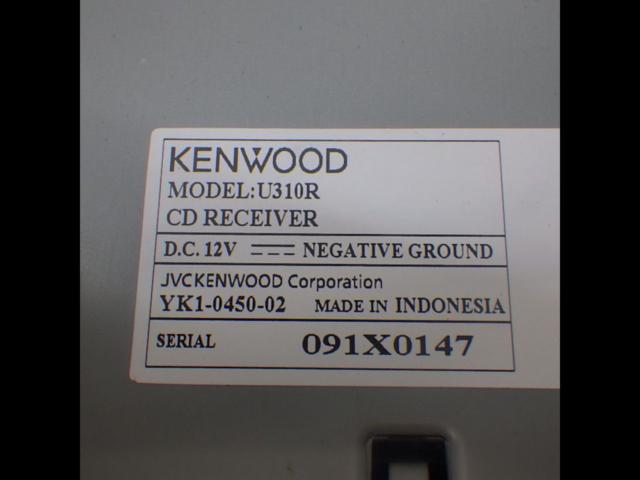 KENWOOD
MODEL:U310R
CD RECEIVER
D.C. 12V NEGATIVE GROUND
JVCKENWOOD Corporation
YK1-0450-02 MADE IN INDONESIA
SERIAL 091X0147